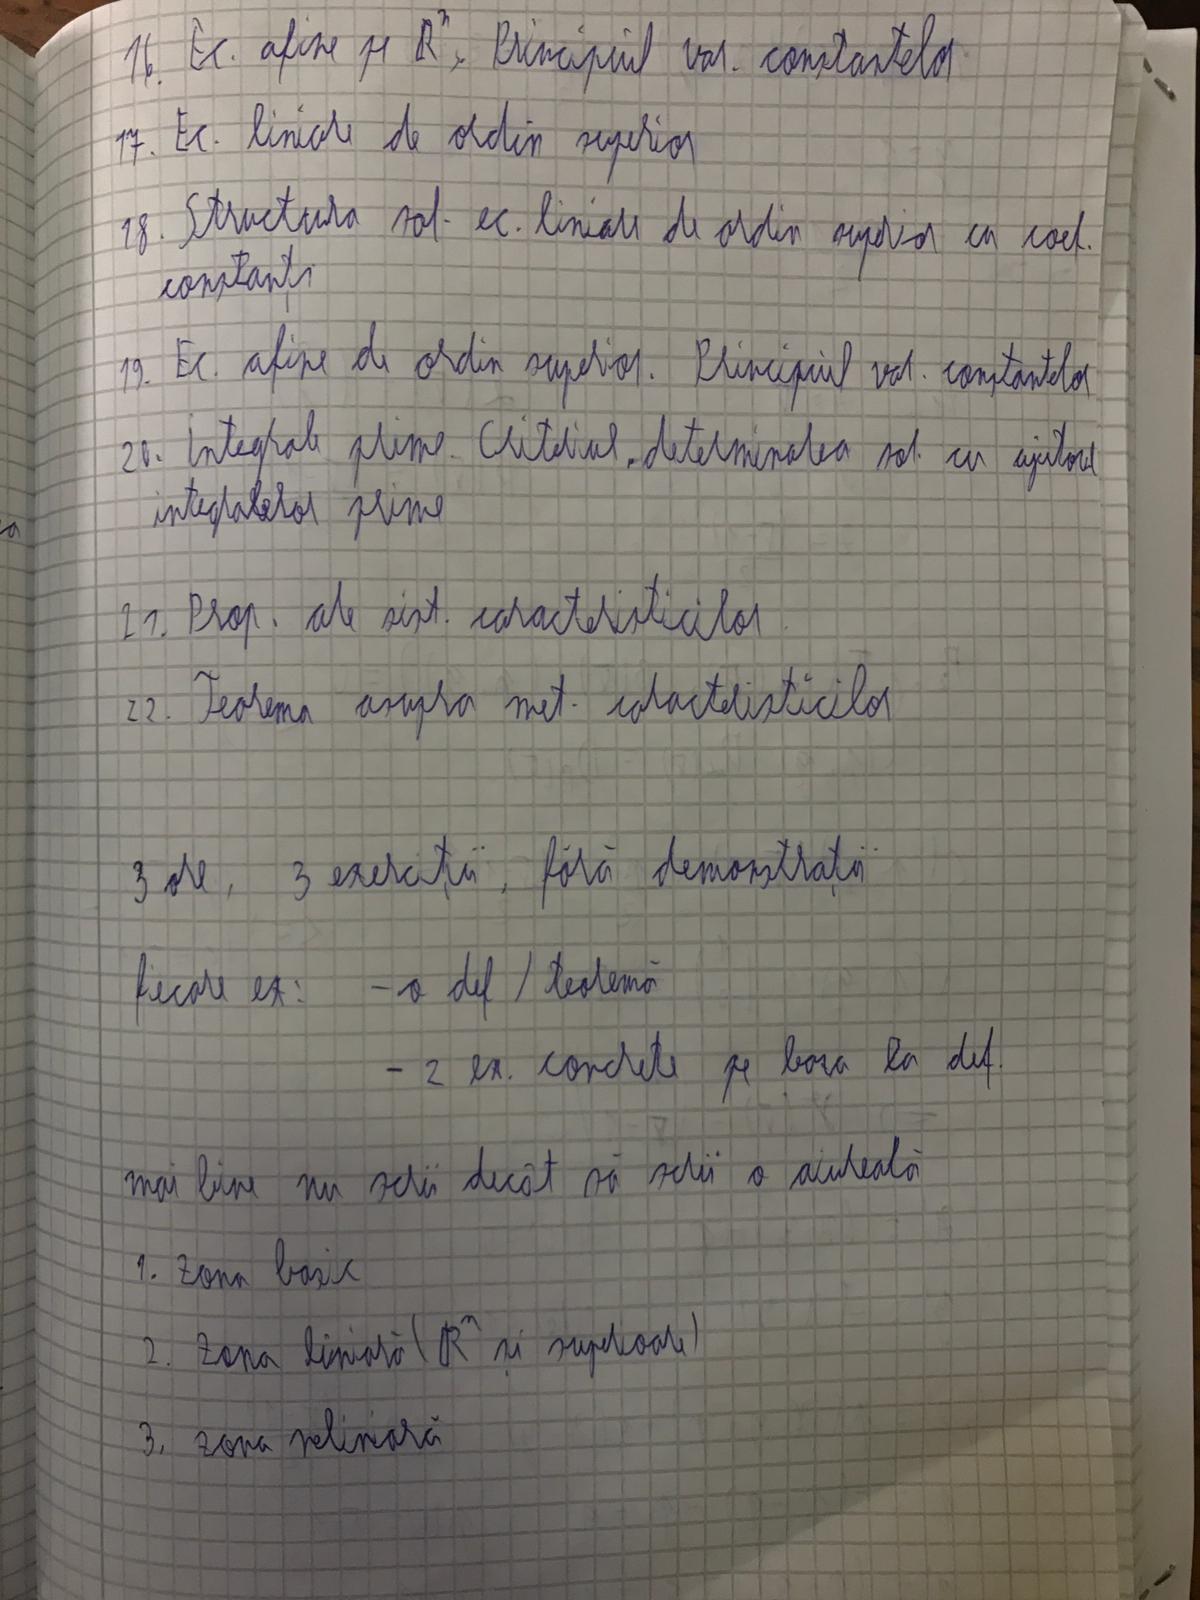 16. Ec. afine pe ℝⁿ, Principiul var. constantelor
17. Ec. liniare de ordin superior
18. Structura sol. ec. liniare de ordin superior cu coef.
constanți
19. Ec. afine de ordin superior. Principiul var. constantelor
20. Integrale prime. Criteriul, determinarea sol. cu ajutorul
integralelor prime
21. Prop. ale sist. caracteristicilor
22. Teorema asupra met. caracteristicilor
3 ore, 3 exerciții, fără demonstrații
fiecare ex: - o def / teoremă
- 2 ex. concrete pe baza la def.
mai bine nu scrii decât să scrii o aiureală
1. zona basic
2. zona liniară (ℝⁿ și superioare)
3. zona neliniară